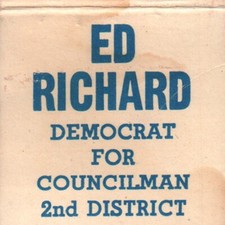 ED
RICHARD
DEMOCRAT
FOR
COUNCILMAN
2nd DISTRICT